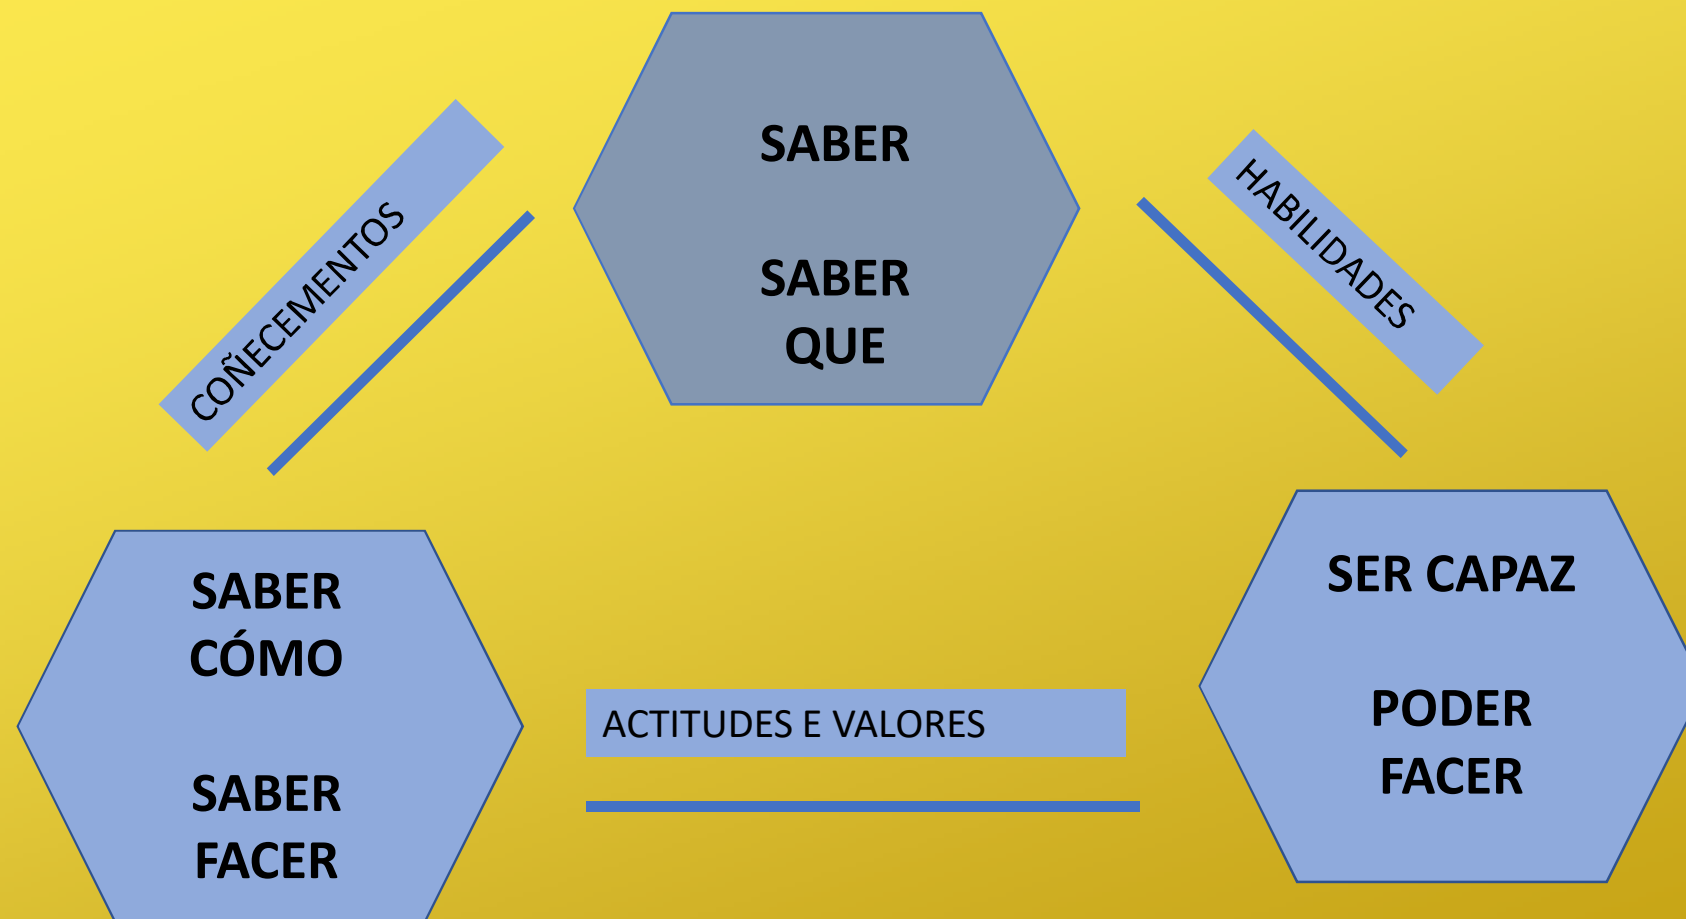 SABER
SABER
QUE
COÑECEMENTOS
HABILIDADES
SABER
CÓMO
SABER
FACER
ACTITUDES E VALORES
SER CAPAZ
PODER
FACER